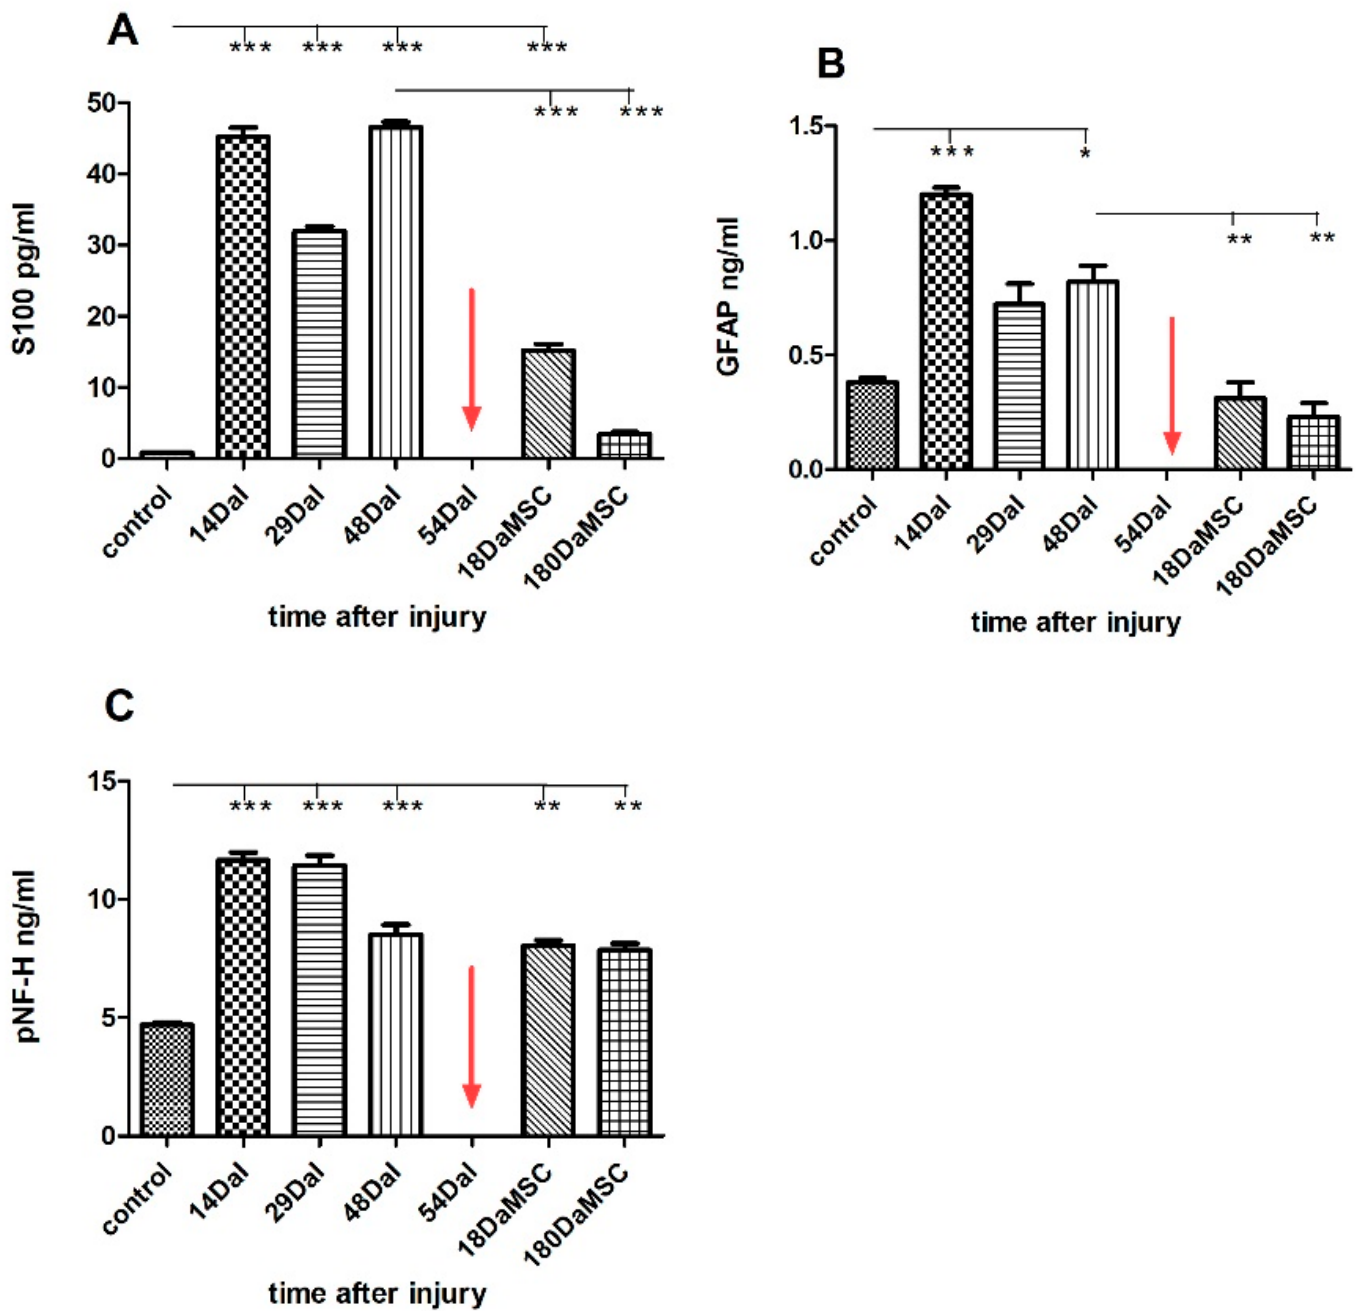 A
*** *** *** ***
*** ***
50
40
30
20
10
0
S100 pg/ml
control 14DaI 29DaI 48DaI 54DaI 18DaMSC 180DaMSC
time after injury
B
*** *
** **
1.5
1.0
0.5
0.0
GFAP ng/ml
control 14DaI 29DaI 48DaI 54DaI 18DaMSC 180DaMSC
time after injury
C
*** *** *** ** **
15
10
5
0
pNF-H ng/ml
control 14DaI 29DaI 48DaI 54DaI 18DaMSC 180DaMSC
time after injury